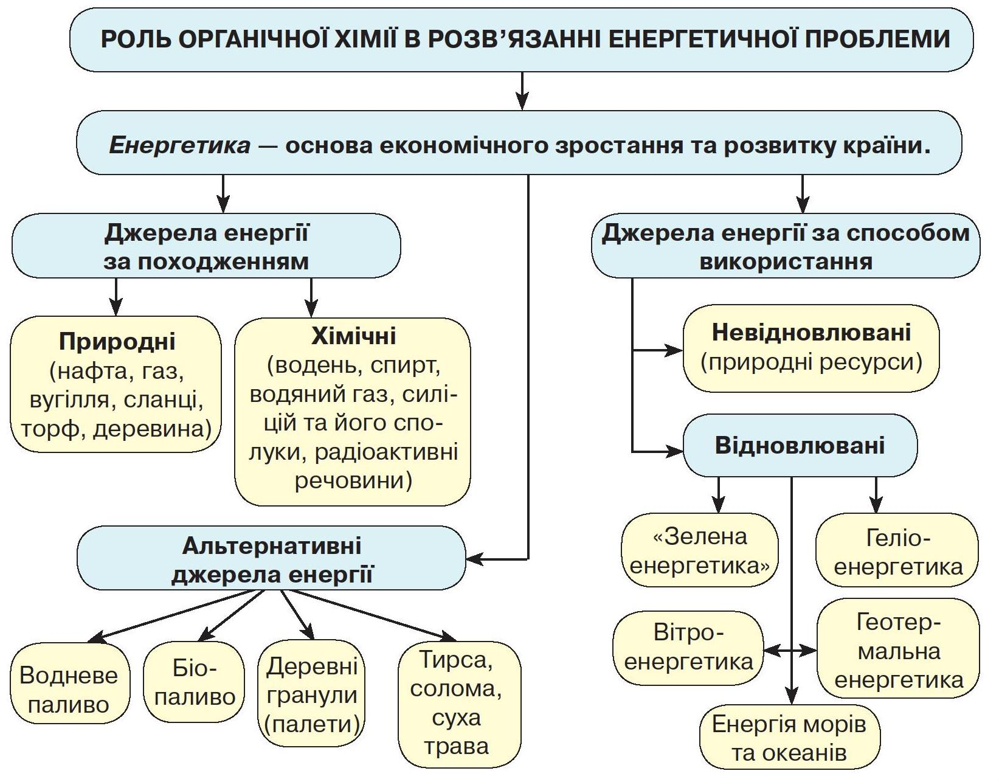 РОЛЬ ОРГАНІЧНОЇ ХІМІЇ В РОЗВ’ЯЗАННІ ЕНЕРГЕТИЧНОЇ ПРОБЛЕМИ
Енергетика — основа економічного зростання та розвитку країни.
Джерела енергії
за походженням
Природні
(нафта, газ,
вугілля, сланці,
торф, деревина)
Хімічні
(водень, спирт,
водяний газ, силі-
цій та його спо-
луки, радіоактивні
речовини)
Альтернативні
джерела енергії
Водневе
паливо
Біо-
паливо
Деревні
гранули
(палети)
Тирса,
солома,
суха
трава
Джерела енергії за способом
використання
Невідновлювані
(природні ресурси)
Відновлювані
«Зелена
енергетика»
Геліо-
енергетика
Вітро-
енергетика
Геотер-
мальна
енергетика
Енергія морів
та океанів